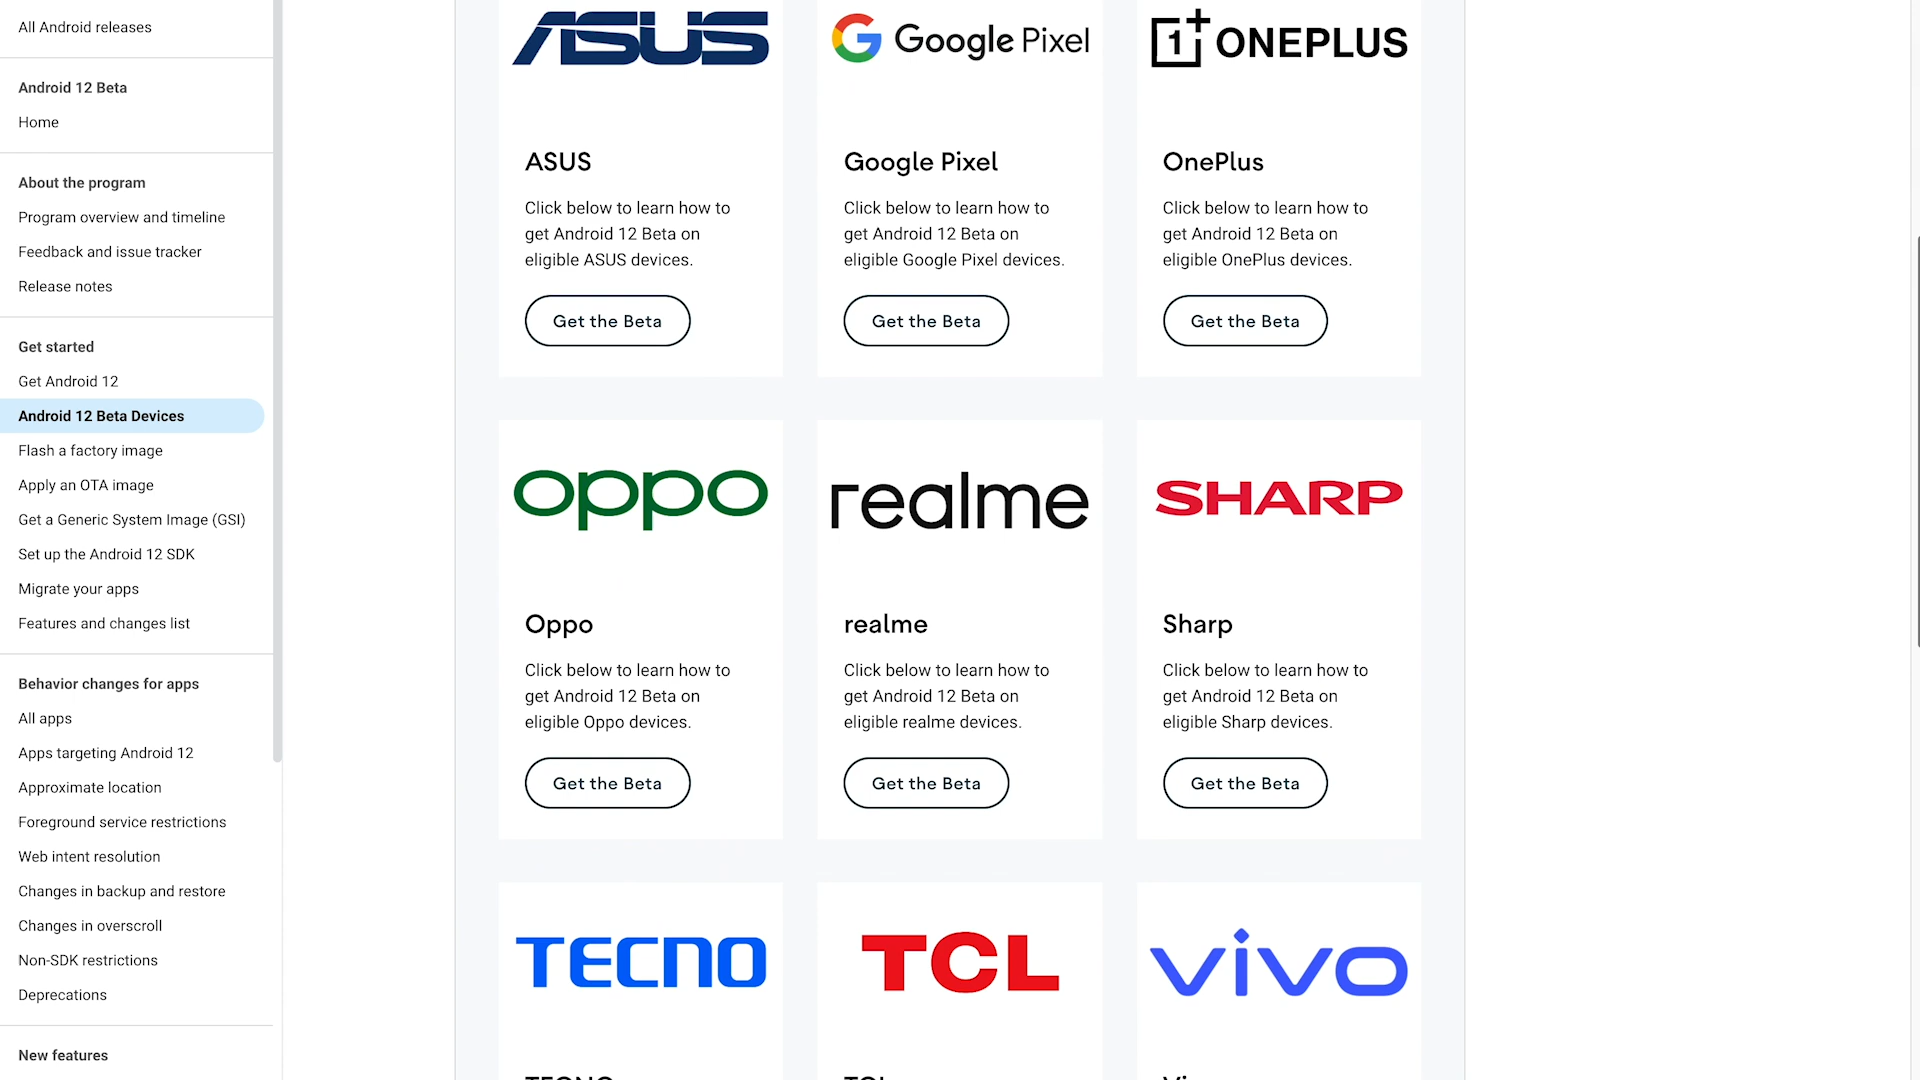 All Android releases
Android 12 Beta
Home
About the program
Program overview and timeline
Feedback and issue tracker
Release notes
Get started
Get Android 12
Android 12 Beta Devices
Flash a factory image
Apply an OTA image
Get a Generic System Image (GSI)
Set up the Android 12 SDK
Migrate your apps
Features and changes list
Behavior changes for apps
All apps
Apps targeting Android 12
Approximate location
Foreground service restrictions
Web intent resolution
Changes in backup and restore
Changes in overscroll
Non-SDK restrictions
Deprecations
New features
ASUS
ASUS
Click below to learn how to
get Android 12 Beta on
eligible ASUS devices.
Get the Beta
Google Pixel
Google Pixel
Click below to learn how to
get Android 12 Beta on
eligible Google Pixel devices.
Get the Beta
1+ ONEPLUS
OnePlus
Click below to learn how to
get Android 12 Beta on
eligible OnePlus devices.
Get the Beta
oppo
Oppo
Click below to learn how to
get Android 12 Beta on
eligible Oppo devices.
Get the Beta
realme
realme
Click below to learn how to
get Android 12 Beta on
eligible realme devices.
Get the Beta
SHARP
Sharp
Click below to learn how to
get Android 12 Beta on
eligible Sharp devices.
Get the Beta
TECNO
TCL
vivo